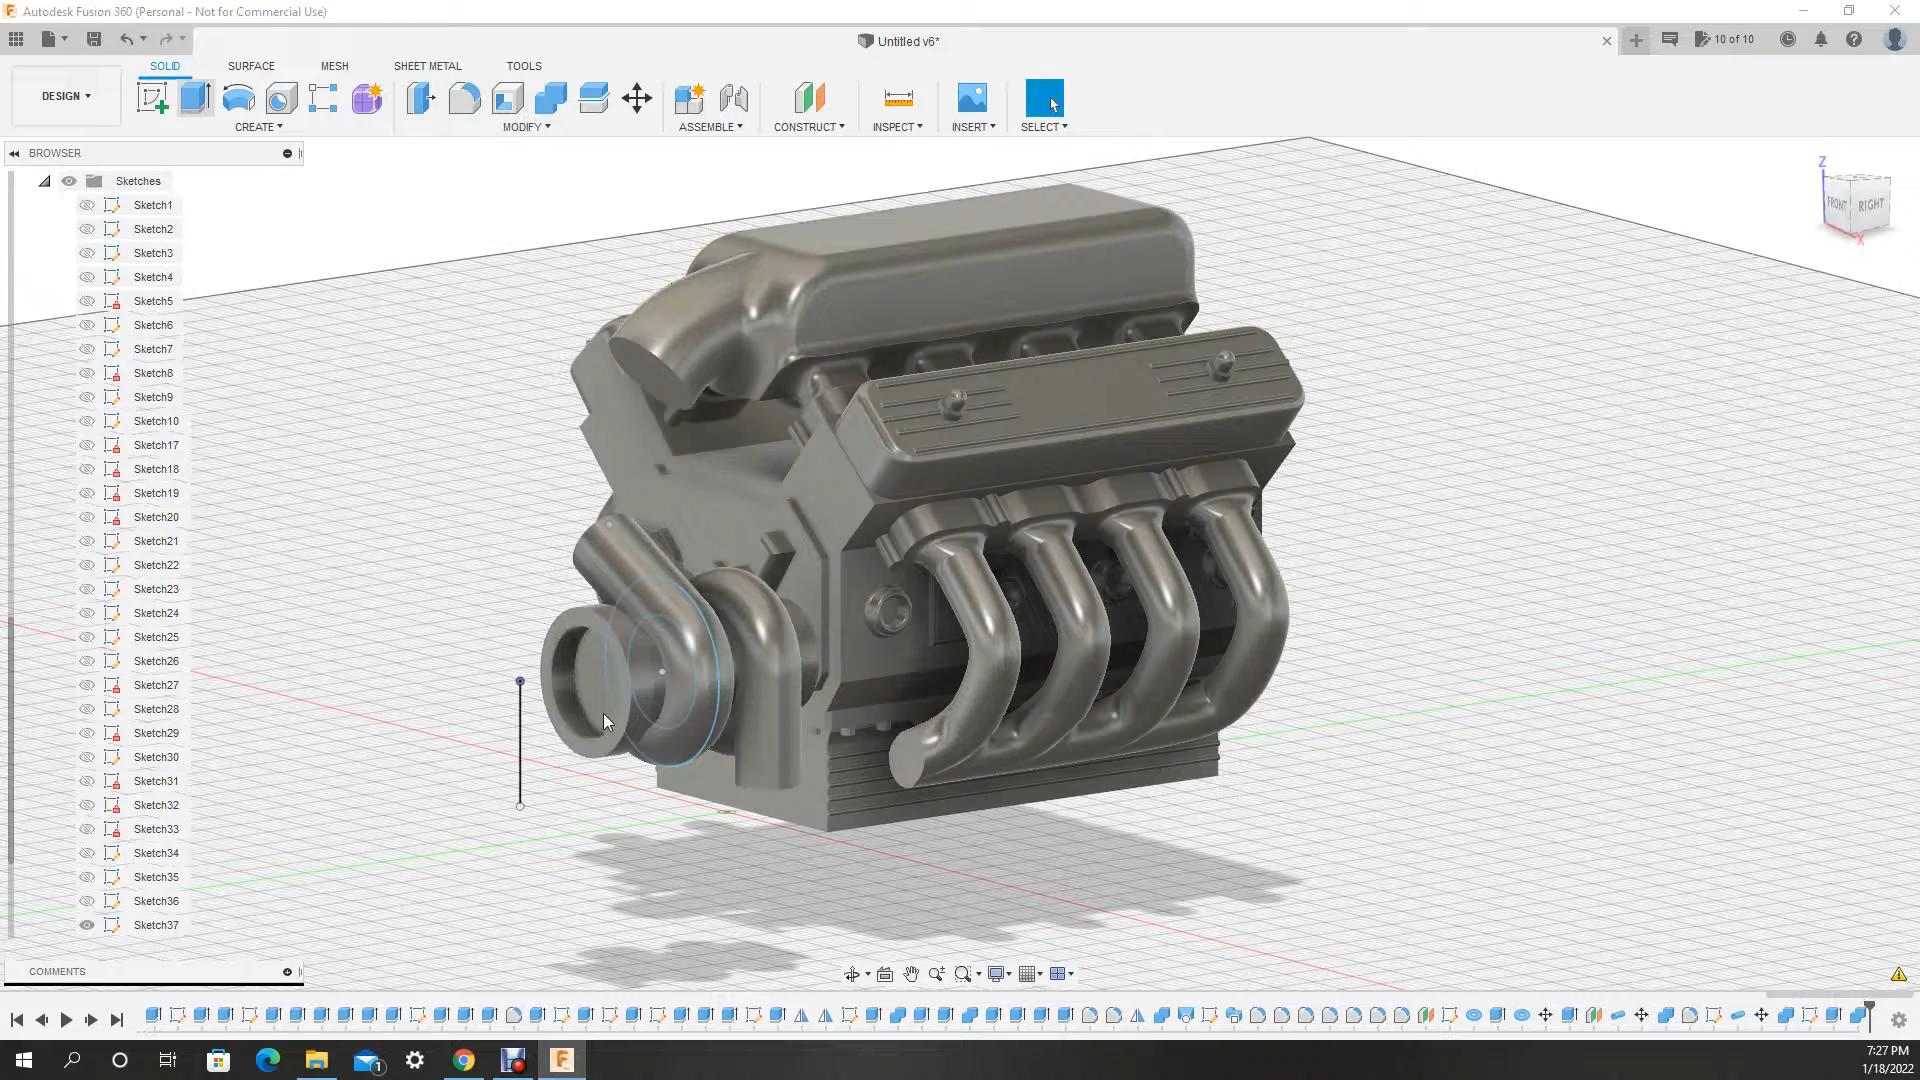 Autodesk Fusion 360 (Personal - Not for Commercial Use)
Untitled v6*
10 of 10
DESIGN
SOLID
SURFACE
MESH
SHEET METAL
TOOLS
CREATE
MODIFY
ASSEMBLE
CONSTRUCT
INSPECT
INSERT
SELECT
BROWSER
Sketches
Sketch1
Sketch2
Sketch3
Sketch4
Sketch5
Sketch6
Sketch7
Sketch8
Sketch9
Sketch10
Sketch17
Sketch18
Sketch19
Sketch20
Sketch21
Sketch22
Sketch23
Sketch24
Sketch25
Sketch26
Sketch27
Sketch28
Sketch29
Sketch30
Sketch31
Sketch32
Sketch33
Sketch34
Sketch35
Sketch36
Sketch37
Z
FRONT
RIGHT
X
COMMENTS
1
7:27 PM
1/18/2022